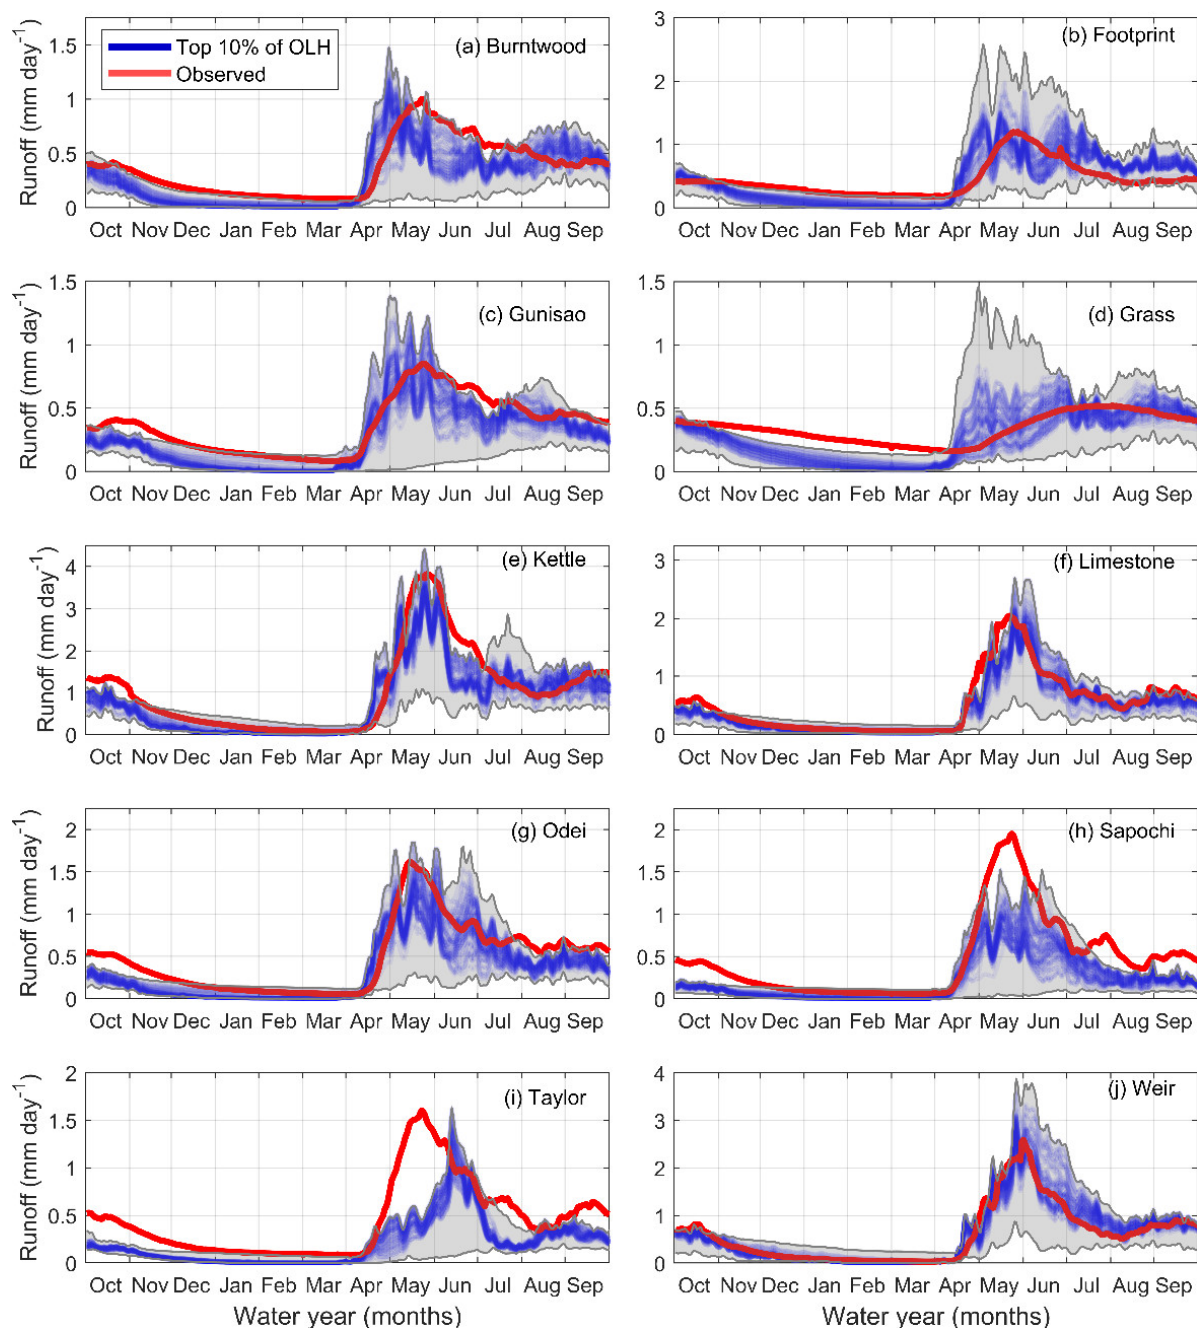 Top 10% of OLH
Observed
(a) Burntwood
Runoff (mm day⁻¹)
1.5
1
0.5
0
Oct Nov Dec Jan Feb Mar Apr May Jun Jul Aug Sep
(b) Footprint
3
2
1
0
Oct Nov Dec Jan Feb Mar Apr May Jun Jul Aug Sep
(c) Gunisao
Runoff (mm day⁻¹)
1.5
1
0.5
0
Oct Nov Dec Jan Feb Mar Apr May Jun Jul Aug Sep
(d) Grass
1.5
1
0.5
0
Oct Nov Dec Jan Feb Mar Apr May Jun Jul Aug Sep
(e) Kettle
Runoff (mm day⁻¹)
4
3
2
1
0
Oct Nov Dec Jan Feb Mar Apr May Jun Jul Aug Sep
(f) Limestone
3
2
1
0
Oct Nov Dec Jan Feb Mar Apr May Jun Jul Aug Sep
(g) Odei
Runoff (mm day⁻¹)
2
1.5
1
0.5
0
Oct Nov Dec Jan Feb Mar Apr May Jun Jul Aug Sep
(h) Sapochi
2
1.5
1
0.5
0
Oct Nov Dec Jan Feb Mar Apr May Jun Jul Aug Sep
(i) Taylor
Runoff (mm day⁻¹)
2
1.5
1
0.5
0
Oct Nov Dec Jan Feb Mar Apr May Jun Jul Aug Sep
Water year (months)
(j) Weir
4
3
2
1
0
Oct Nov Dec Jan Feb Mar Apr May Jun Jul Aug Sep
Water year (months)